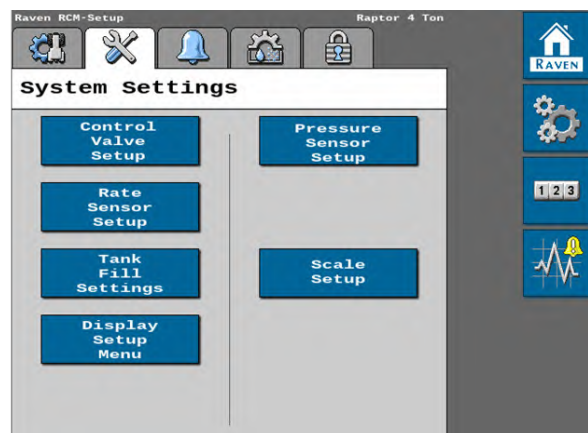 Raven RCM-Setup Raptor 4 Ton
RAVEN
System Settings
Control
Valve
Setup
Pressure
Sensor
Setup
Rate
Sensor
Setup
1 2 3
Tank
Fill
Settings
Scale
Setup
Display
Setup
Menu